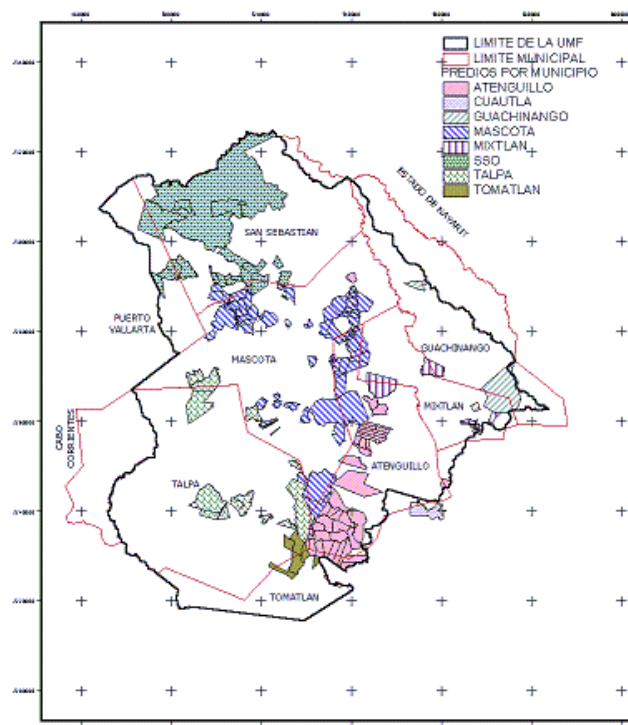 LIMITE DE LA UMF
LIMITE MUNICIPAL
PREDIOS POR MUNICIPIO
ATENGUILLO
CUAUTLA
GUACHINANGO
MASCOTA
MIXTLAN
SSO
TALPA
TOMATLAN
ESTADO DE NAYARIT
SAN SEBASTIAN
PUERTO
VALLARTA
GUACHINANGO
MASCOTA
MIXTLAN
CABO
CORRIENTES
ATENGUILLO
TALPA
TOMATLAN